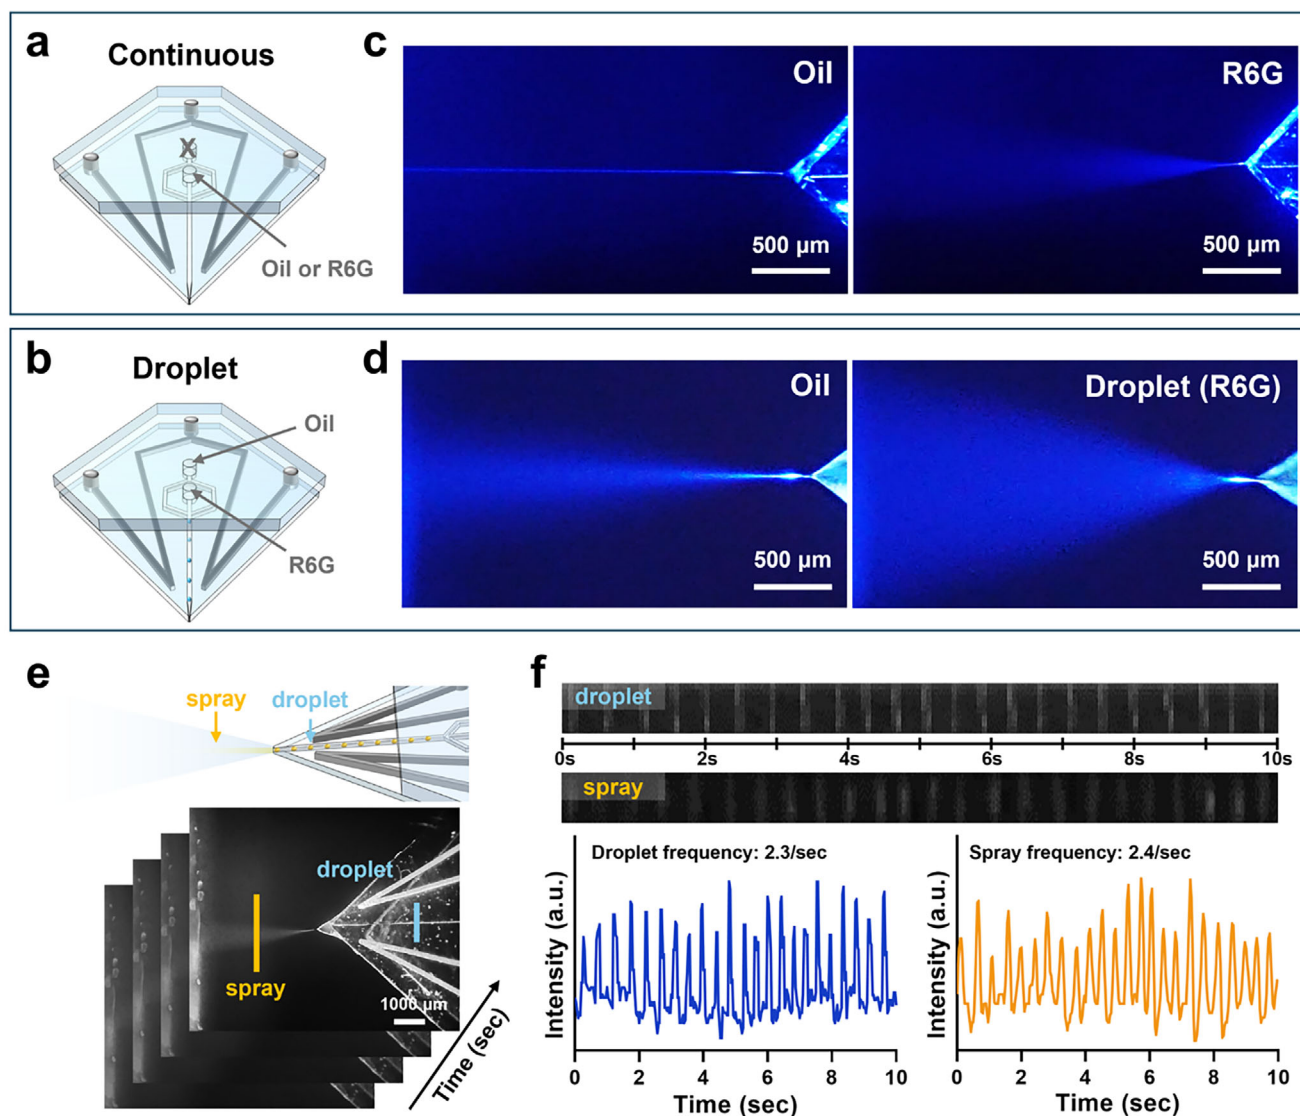 a
Continuous
X
Oil or R6G
c
Oil
500 μm
R6G
500 μm
b
Droplet
Oil
R6G
d
Oil
500 μm
Droplet (R6G)
500 μm
e
spray
droplet
droplet
spray
1000 μm
Time (sec)
f
droplet
0s 2s 4s 6s 8s 10s
spray
Droplet frequency: 2.3/sec
Intensity (a.u.)
0 2 4 6 8 10
Time (sec)
Spray frequency: 2.4/sec
Intensity (a.u.)
0 2 4 6 8 10
Time (sec)